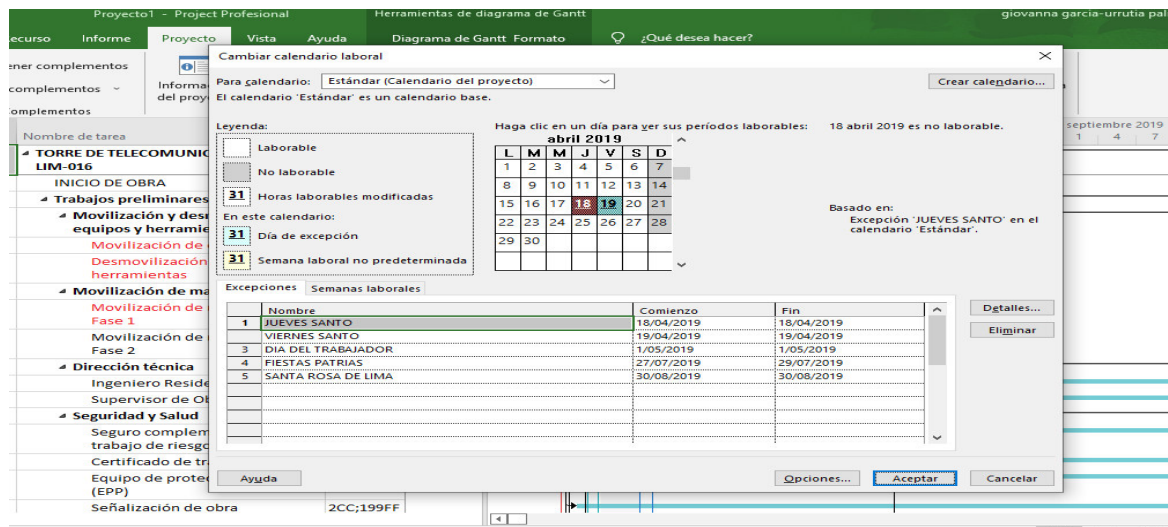 Proyecto1 - Project Profesional
Herramientas de diagrama de Gantt
giovanna garcia-urrutia pal
ecurso Informe Proyecto Vista Ayuda Diagrama de Gantt Formato ¿Qué desea hacer?
ner complementos
complementos
omplementos
Informa
del proye
Cambiar calendario laboral
Para calendario: Estándar (Calendario del proyecto)
Crear calendario...
El calendario 'Estándar' es un calendario base.
Leyenda:
Laborable
No laborable
31 Horas laborables modificadas
En este calendario:
31 Día de excepción
31 Semana laboral no predeterminada
Haga clic en un día para ver sus períodos laborables:
abril 2019
L M M J V S D
1 2 3 4 5 6 7
8 9 10 11 12 13 14
15 16 17 18 19 20 21
22 23 24 25 26 27 28
29 30
18 abril 2019 es no laborable.
Basado en:
Excepción 'JUEVES SANTO' en el
calendario 'Estándar'.
Excepciones Semanas laborales
Nombre Comienzo Fin
1 JUEVES SANTO 18/04/2019 18/04/2019
VIERNES SANTO 19/04/2019 19/04/2019
3 DIA DEL TRABAJADOR 1/05/2019 1/05/2019
4 FIESTAS PATRIAS 27/07/2019 29/07/2019
5 SANTA ROSA DE LIMA 30/08/2019 30/08/2019
Detalles...
Eliminar
Ayuda
Opciones... Aceptar Cancelar
Nombre de tarea
TORRE DE TELECOMUNIC
LIM-016
INICIO DE OBRA
Trabajos preliminares
Movilización y desr
equipos y herramie
Movilización de
Desmovilización
herramientas
Movilización de ma
Movilización de
Fase 1
Movilización de
Fase 2
Dirección técnica
Ingeniero Reside
Supervisor de Ob
Seguridad y Salud
Seguro complem
trabajo de riesgo
Certificado de tr
Equipo de protec
(EPP)
Señalización de obra 2CC;199FF
septiembre 2019
1 4 7